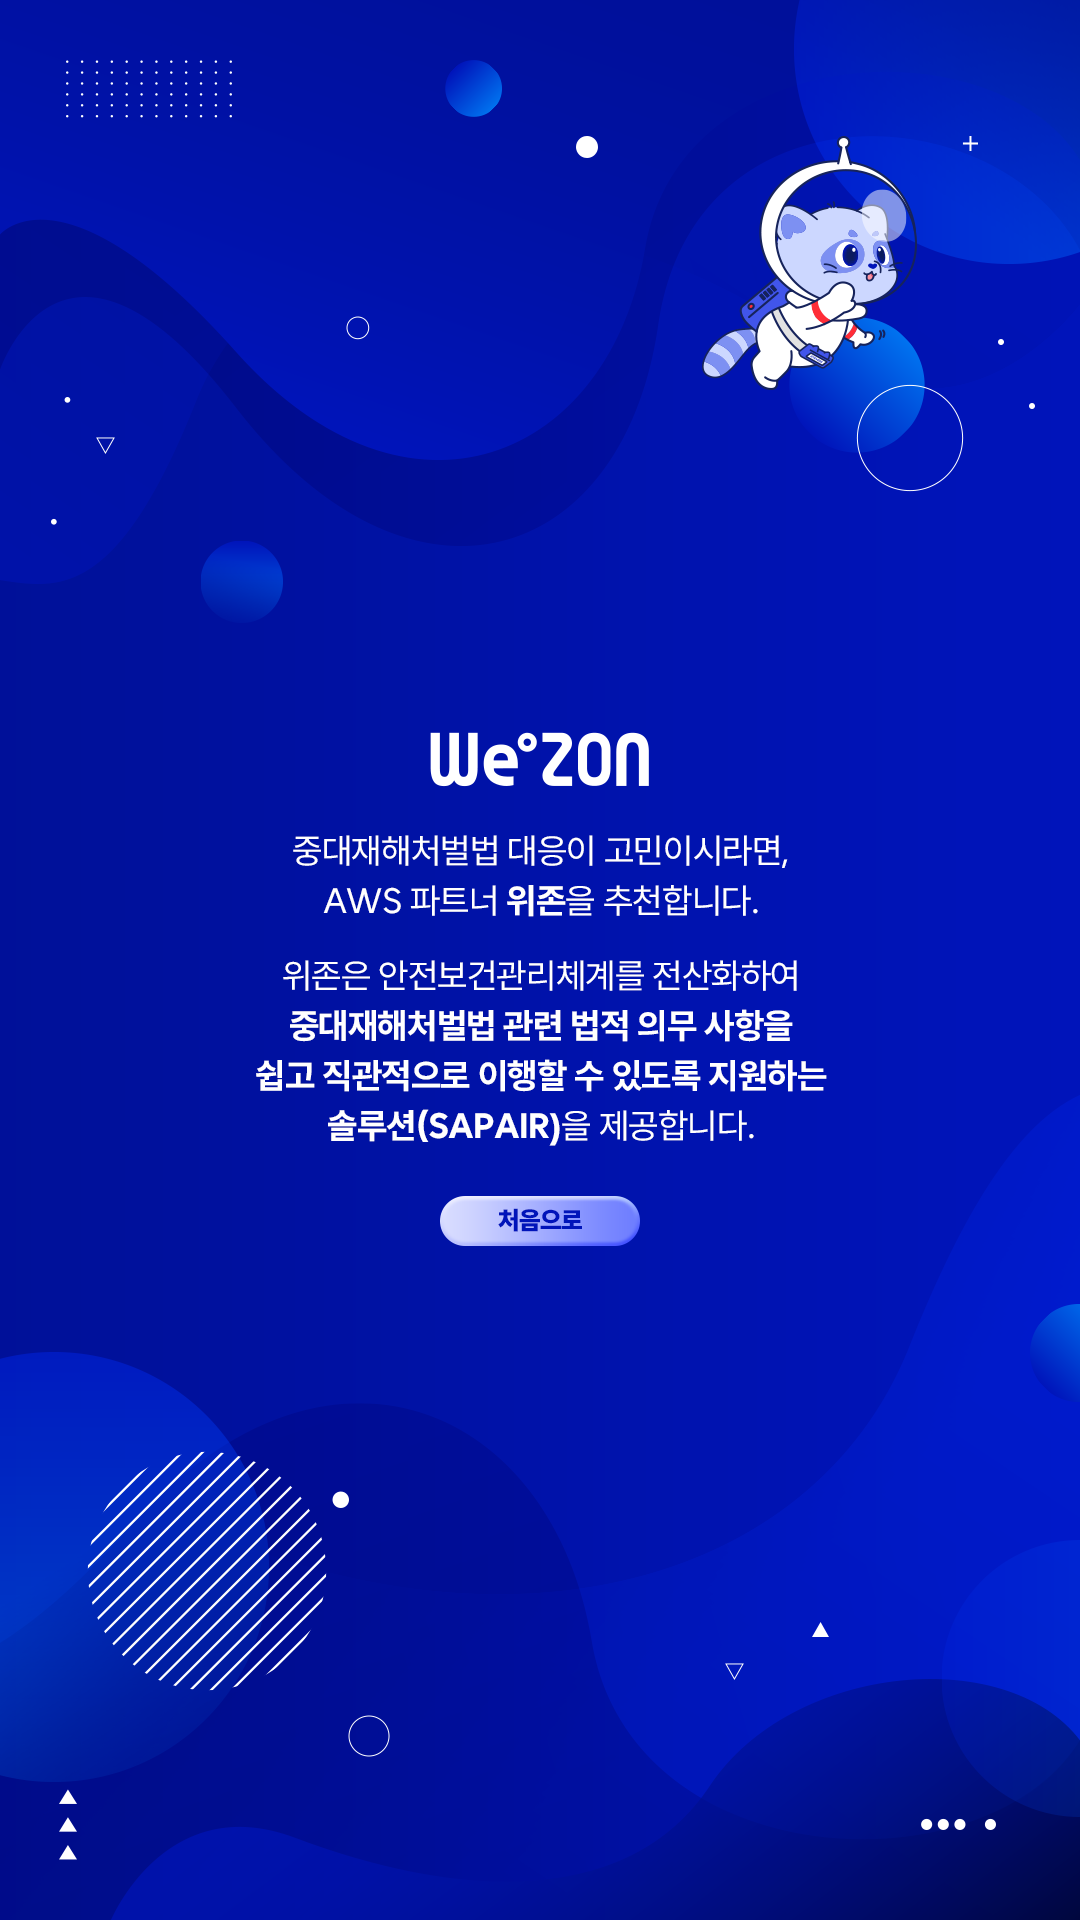 We°ZON
중대재해처벌법 대응이 고민이시라면,
AWS 파트너 위존을 추천합니다.
위존은 안전보건관리체계를 전산화하여
중대재해처벌법 관련 법적 의무 사항을
쉽고 직관적으로 이행할 수 있도록 지원하는
솔루션(SAPAIR)을 제공합니다.
처음으로